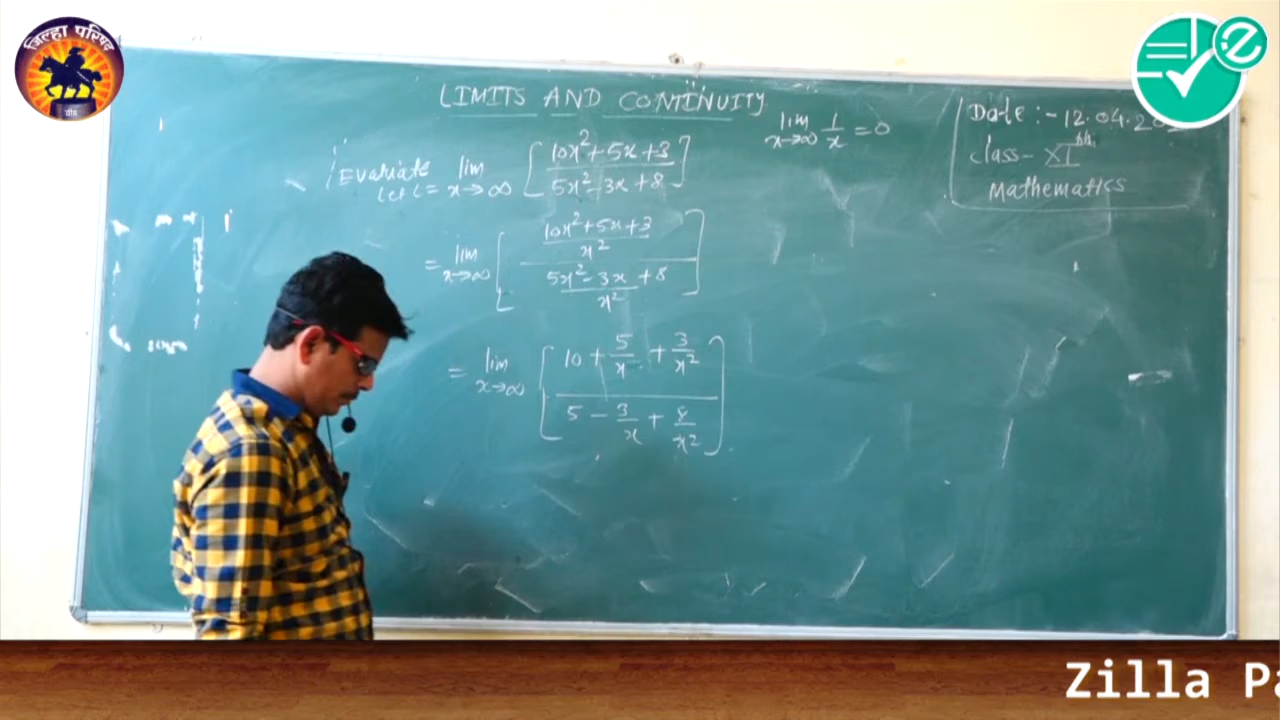 जिल्हा परिषद
बीड
LIMITS AND CONTINUITY
Date :- 12.04.20
class- XI th
Mathematics
lim x→∞ 1/x = 0
Evaluate
let L = lim x→∞ [ (10x² + 5x + 3) / (5x² - 3x + 8) ]
= lim x→∞ [ ((10x² + 5x + 3) / x²) / ((5x² - 3x + 8) / x²) ]
= lim x→∞ [ (10 + 5/x + 3/x²) / (5 - 3/x + 8/x²) ]
Zilla Pa